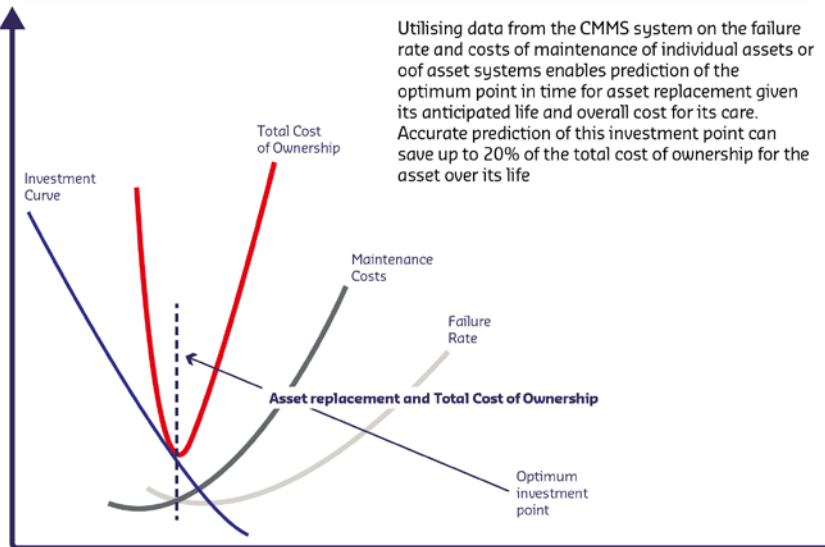 Utilising data from the CMMS system on the failure
rate and costs of maintenance of individual assets or
oof asset systems enables prediction of the
optimum point in time for asset replacement given
its anticipated life and overall cost for its care.
Accurate prediction of this investment point can
save up to 20% of the total cost of ownership for the
asset over its life
Total Cost
of Ownership
Investment
Curve
Maintenance
Costs
Failure
Rate
Asset replacement and Total Cost of Ownership
Optimum
investment
point